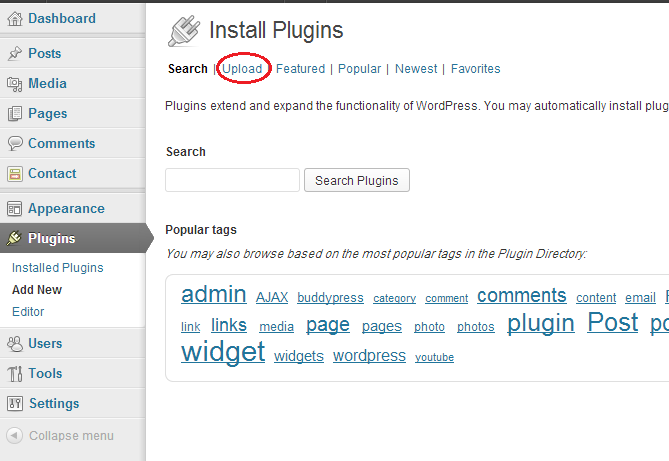 Dashboard
Posts
Media
Pages
Comments
Contact
Appearance
Plugins
Installed Plugins
Add New
Editor
Users
Tools
Settings
Collapse menu
Install Plugins
Search | Upload | Featured | Popular | Newest | Favorites
Plugins extend and expand the functionality of WordPress. You may automatically install plug
Search
Search Plugins
Popular tags
You may also browse based on the most popular tags in the Plugin Directory:
admin AJAX buddypress category comment comments content email
link links media page pages photo photos plugin Post po
widget widgets wordpress youtube